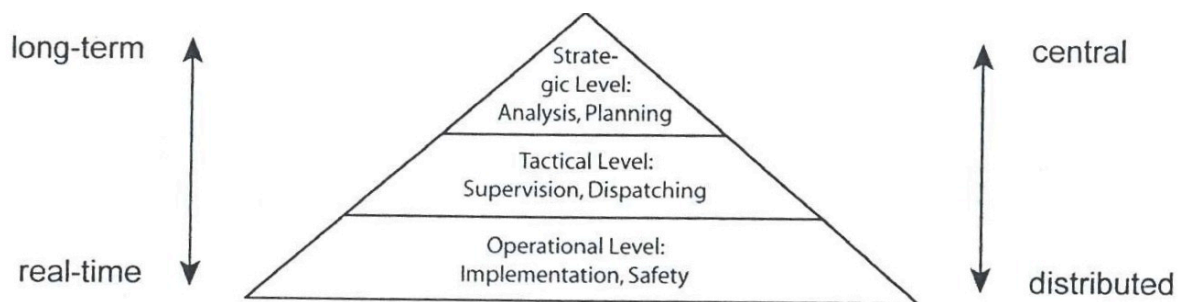 long-term
central
Strate-
gic Level:
Analysis, Planning
Tactical Level:
Supervision, Dispatching
Operational Level:
Implementation, Safety
real-time
distributed